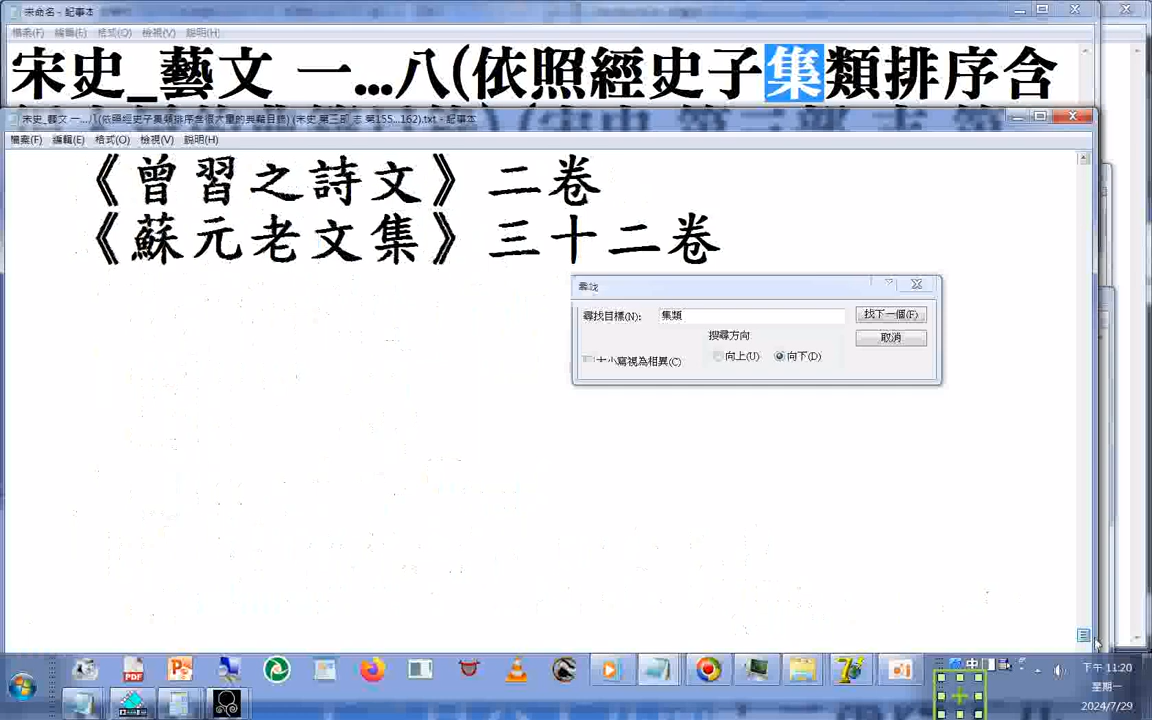 未命名 - 記事本
檔案(F) 編輯(E) 格式(O) 檢視(V) 說明(H)
宋史_藝文 一...八(依照經史子集類排序含
宋史_藝文 一...八(依照經史子集類排序含很大量的典籍目錄) (宋史 第三部 志 第155...162).txt - 記事本
檔案(F) 編輯(E) 格式(O) 檢視(V) 說明(H)
《曾習之詩文》二卷
《蘇元老文集》三十二卷
尋找
尋找目標(N): 集類 找下一個(F)
搜尋方向 取消
大小寫視為相異(C) 向上(U) 向下(D)
中
下午 11:20
星期一
2024/7/29